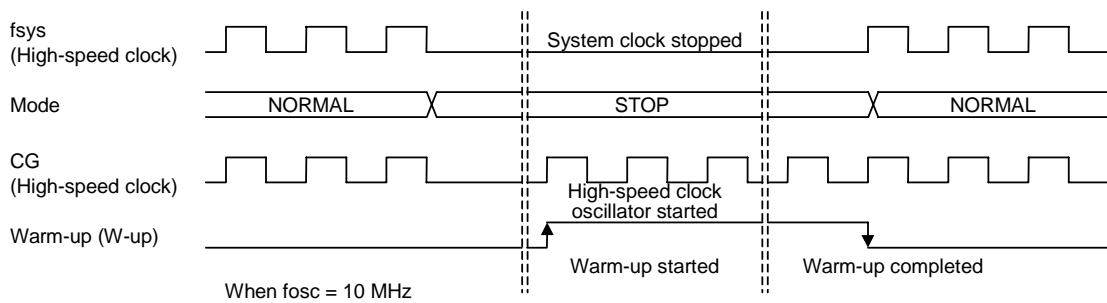 fsys
(High-speed clock)
System clock stopped
Mode
NORMAL
STOP
NORMAL
CG
(High-speed clock)
High-speed clock
oscillator started
Warm-up (W-up)
Warm-up started
Warm-up completed
When fosc = 10 MHz